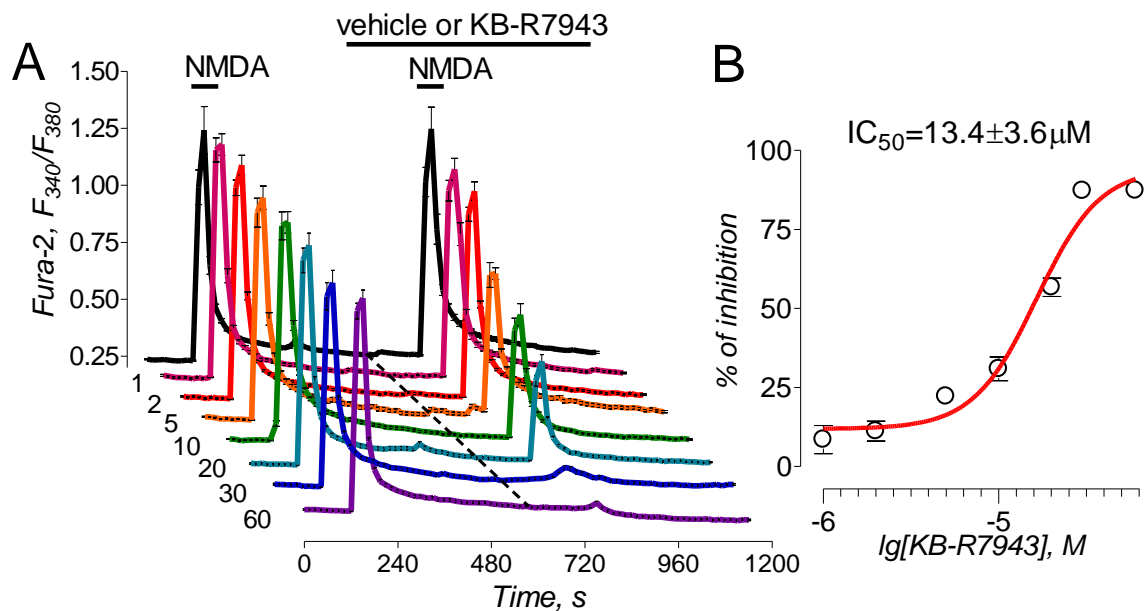 vehicle or KB-R7943
A
NMDA
NMDA
1.50
1.25
1.00
0.75
0.50
0.25
Fura-2, F340/F380
1
2
5
10
20
30
60
0 240 480 720 960 1200
Time, s
B
IC50=13.4±3.6μM
100
75
50
25
0
% of inhibition
-6 -5
lg[KB-R7943], M